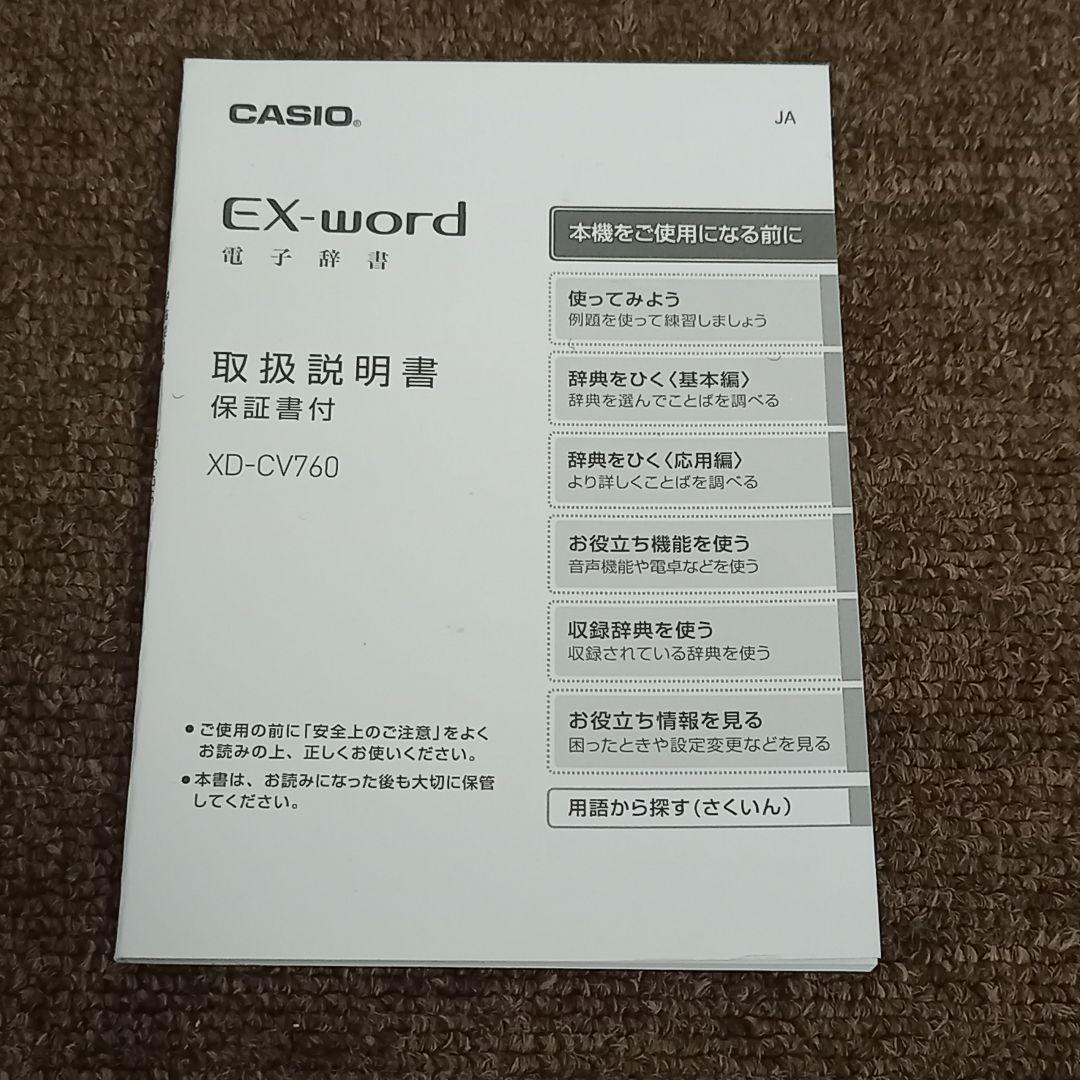 CASIO®
JA
EX-word
電子辞書
取扱説明書
保証書付
XD-CV760
●ご使用の前に「安全上のご注意」をよく
お読みの上、正しくお使いください。
●本書は、お読みになった後も大切に保管
してください。
本機をご使用になる前に
使ってみよう
例題を使って練習しましょう
辞典をひく〈基本編〉
辞典を選んでことばを調べる
辞典をひく〈応用編〉
より詳しくことばを調べる
お役立ち機能を使う
音声機能や電卓などを使う
収録辞典を使う
収録されている辞典を使う
お役立ち情報を見る
困ったときや設定変更などを見る
用語から探す(さくいん)